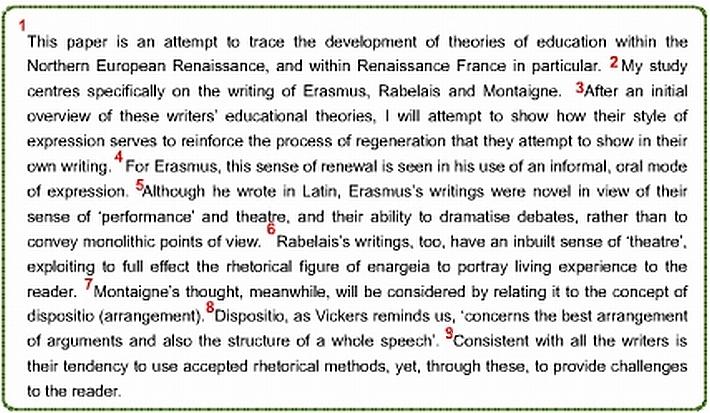 1
This paper is an attempt to trace the development of theories of education within the
Northern European Renaissance, and within Renaissance France in particular. 2 My study
centres specifically on the writing of Erasmus, Rabelais and Montaigne. 3After an initial
overview of these writers’ educational theories, I will attempt to show how their style of
expression serves to reinforce the process of regeneration that they attempt to show in their
own writing. 4 For Erasmus, this sense of renewal is seen in his use of an informal, oral mode
of expression. 5Although he wrote in Latin, Erasmus’s writings were novel in view of their
sense of ‘performance’ and theatre, and their ability to dramatise debates, rather than to
convey monolithic points of view. 6 Rabelais’s writings, too, have an inbuilt sense of ‘theatre’,
exploiting to full effect the rhetorical figure of enargeia to portray living experience to the
reader. 7Montaigne’s thought, meanwhile, will be considered by relating it to the concept of
dispositio (arrangement). 8Dispositio, as Vickers reminds us, ‘concerns the best arrangement
of arguments and also the structure of a whole speech’. 9Consistent with all the writers is
their tendency to use accepted rhetorical methods, yet, through these, to provide challenges
to the reader.